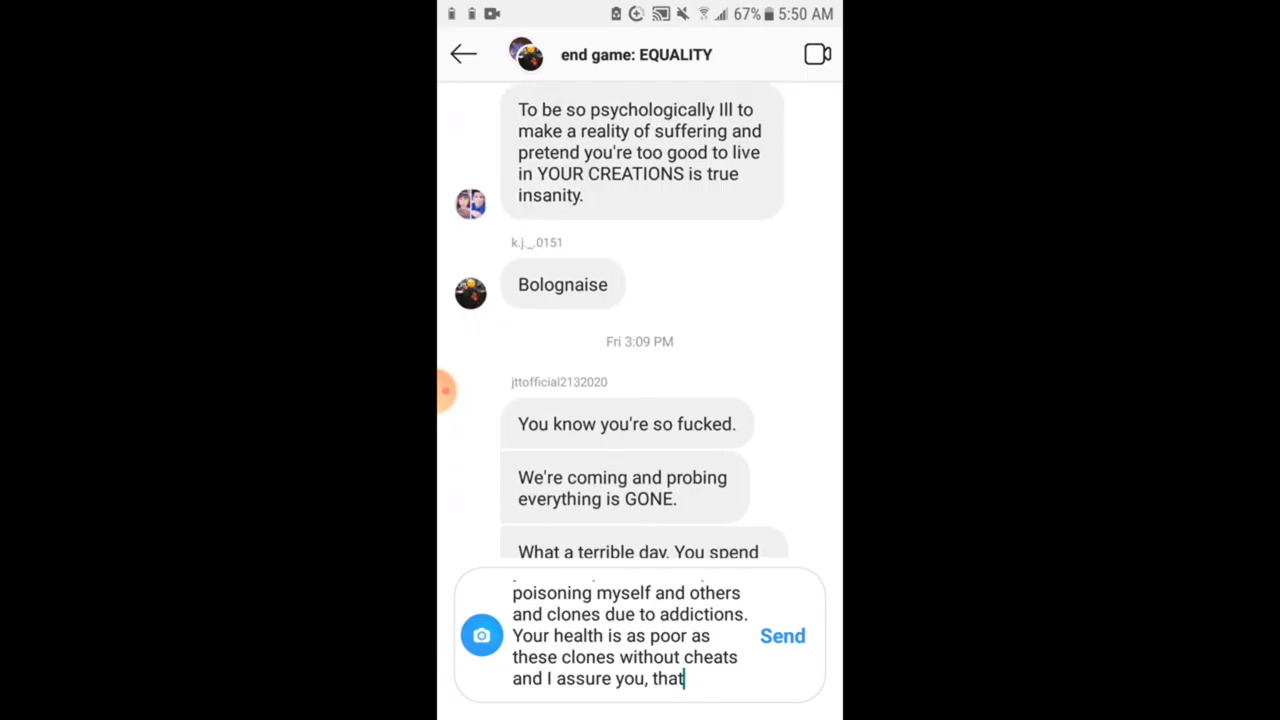 67% 5:50 AM
end game: EQUALITY
To be so psychologically Ill to
make a reality of suffering and
pretend you're too good to live
in YOUR CREATIONS is true
insanity.
k.j._.0151
Bolognaise
Fri 3:09 PM
jttofficial2132020
You know you're so fucked.
We're coming and probing
everything is GONE.
What a terrible day. You spend
poisoning myself and others
and clones due to addictions.
Your health is as poor as
these clones without cheats
and I assure you, that
Send